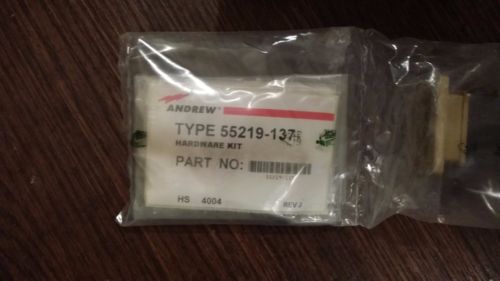 ANDREW
TYPE 55219-137
HARDWARE KIT
PART NO:
HS 4004
REV J